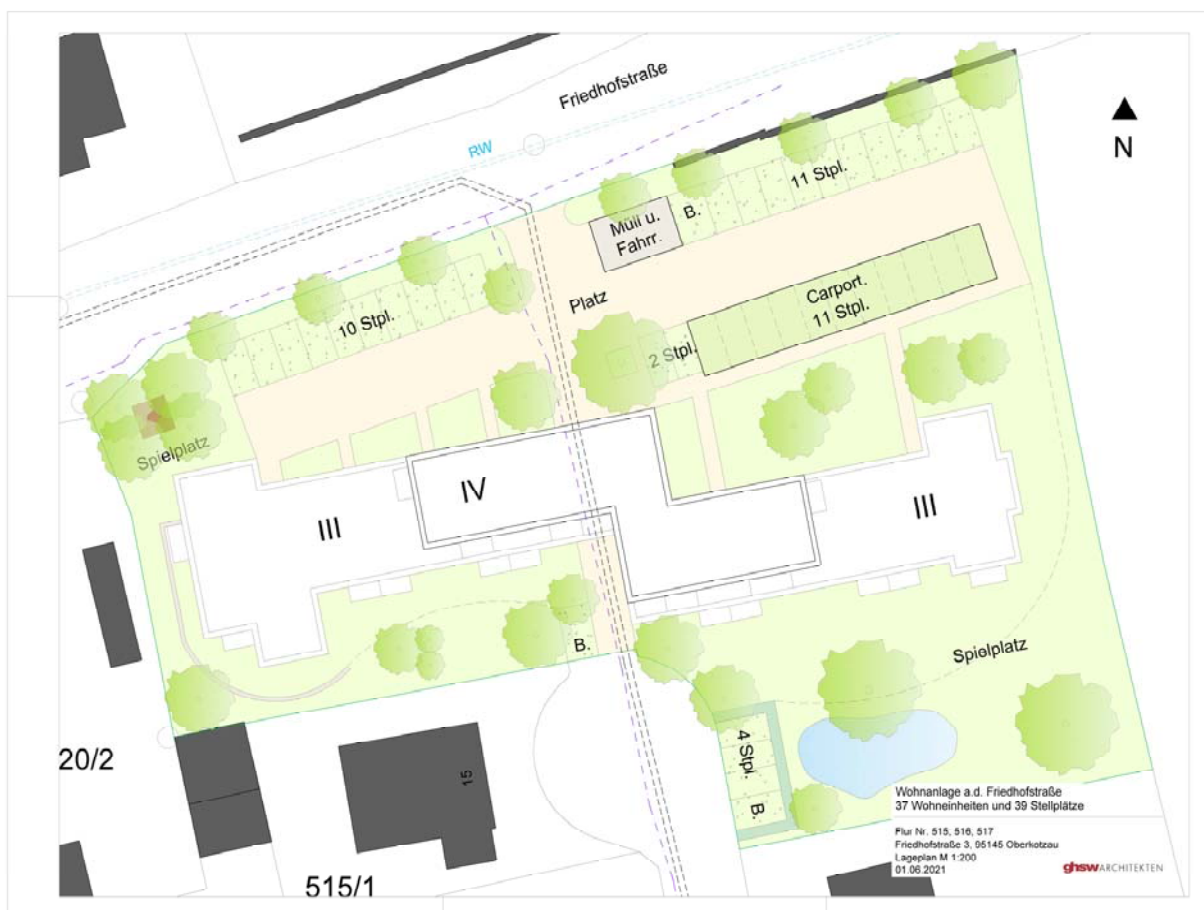 Friedhofstraße
RW
N
11 Stpl.
B.
Müll u.
Fahrr.
Platz
Carport.
11 Stpl.
10 Stpl.
2 Stpl.
Spielplatz
IV
III
III
B.
Spielplatz
4 Stpl.
B.
20/2
15
515/1
Wohnanlage a.d. Friedhofstraße
37 Wohneinheiten und 39 Stellplätze
Flur Nr. 515, 516, 517
Friedhofstraße 3, 95145 Oberkotzau
Lageplan M 1:200
01.06.2021
ghswARCHITEKTEN